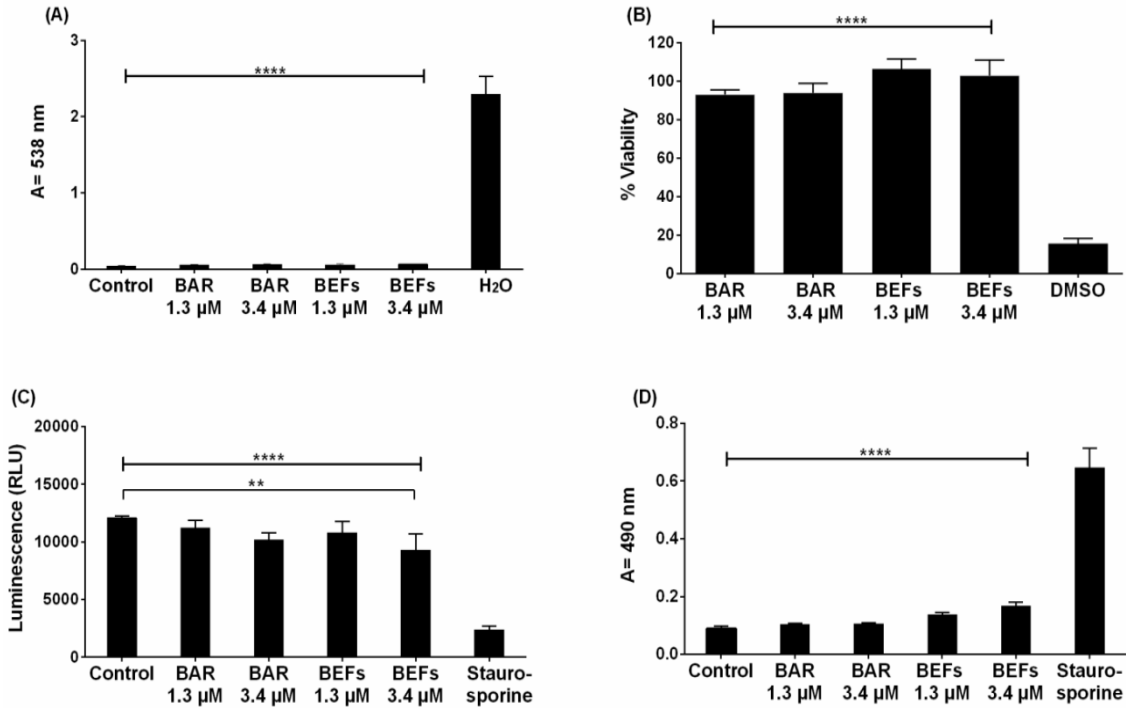 (A)
3
2
1
0
A= 538 nm
****
Control
BAR
1.3 µM
BAR
3.4 µM
BEFs
1.3 µM
BEFs
3.4 µM
H2O
(B)
120
100
80
60
40
20
0
% Viability
****
BAR
1.3 µM
BAR
3.4 µM
BEFs
1.3 µM
BEFs
3.4 µM
DMSO
(C)
20000
15000
10000
5000
0
Luminescence (RLU)
****
**
Control
BAR
1.3 µM
BAR
3.4 µM
BEFs
1.3 µM
BEFs
3.4 µM
Stauro-
sporine
(D)
0.8
0.6
0.4
0.2
0.0
A= 490 nm
****
Control
BAR
1.3 µM
BAR
3.4 µM
BEFs
1.3 µM
BEFs
3.4 µM
Stauro-
sporine